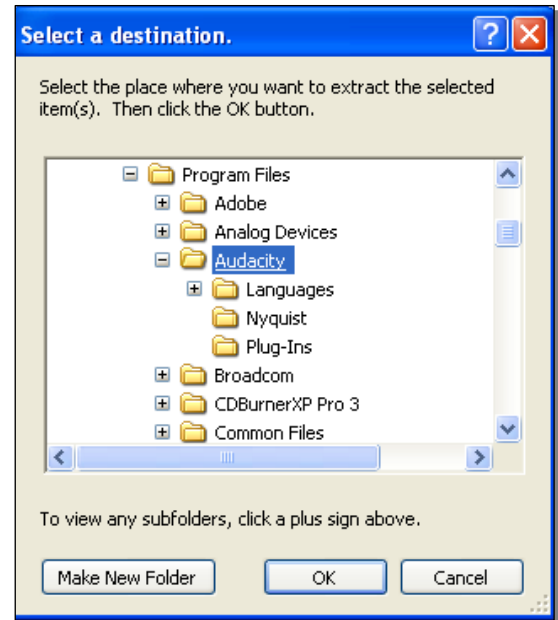 Select a destination.
Select the place where you want to extract the selected
item(s).  Then click the OK button.
Program Files
Adobe
Analog Devices
Audacity
Languages
Nyquist
Plug-Ins
Broadcom
CDBurnerXP Pro 3
Common Files
To view any subfolders, click a plus sign above.
Make New Folder OK Cancel